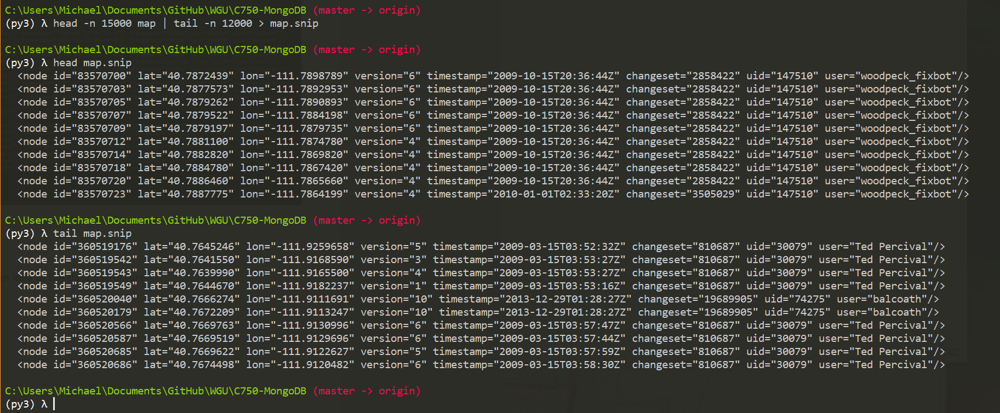 C:\Users\Michael\Documents\GitHub\WGU\C750-MongoDB (master -> origin)
(py3) λ head -n 15000 map | tail -n 12000 > map.snip
C:\Users\Michael\Documents\GitHub\WGU\C750-MongoDB (master -> origin)
(py3) λ head map.snip
<node id="83570700" lat="40.7872439" lon="-111.7898789" version="6" timestamp="2009-10-15T20:36:44Z" changeset="2858422" uid="147510" user="woodpeck_fixbot"/>
<node id="83570703" lat="40.7877573" lon="-111.7892953" version="6" timestamp="2009-10-15T20:36:44Z" changeset="2858422" uid="147510" user="woodpeck_fixbot"/>
<node id="83570705" lat="40.7879262" lon="-111.7890893" version="6" timestamp="2009-10-15T20:36:44Z" changeset="2858422" uid="147510" user="woodpeck_fixbot"/>
<node id="83570707" lat="40.7879522" lon="-111.7884198" version="6" timestamp="2009-10-15T20:36:44Z" changeset="2858422" uid="147510" user="woodpeck_fixbot"/>
<node id="83570709" lat="40.7879197" lon="-111.7879735" version="6" timestamp="2009-10-15T20:36:44Z" changeset="2858422" uid="147510" user="woodpeck_fixbot"/>
<node id="83570712" lat="40.7881100" lon="-111.7874780" version="4" timestamp="2009-10-15T20:36:44Z" changeset="2858422" uid="147510" user="woodpeck_fixbot"/>
<node id="83570714" lat="40.7882820" lon="-111.7869820" version="4" timestamp="2009-10-15T20:36:44Z" changeset="2858422" uid="147510" user="woodpeck_fixbot"/>
<node id="83570718" lat="40.7884780" lon="-111.7867420" version="4" timestamp="2009-10-15T20:36:44Z" changeset="2858422" uid="147510" user="woodpeck_fixbot"/>
<node id="83570720" lat="40.7886460" lon="-111.7865660" version="4" timestamp="2009-10-15T20:36:44Z" changeset="2858422" uid="147510" user="woodpeck_fixbot"/>
<node id="83570723" lat="40.7887775" lon="-111.7864199" version="4" timestamp="2010-01-01T02:33:20Z" changeset="3505029" uid="147510" user="woodpeck_fixbot"/>
C:\Users\Michael\Documents\GitHub\WGU\C750-MongoDB (master -> origin)
(py3) λ tail map.snip
<node id="360519176" lat="40.7645246" lon="-111.9259658" version="5" timestamp="2009-03-15T03:52:32Z" changeset="810687" uid="30079" user="Ted Percival"/>
<node id="360519542" lat="40.7641550" lon="-111.9168590" version="3" timestamp="2009-03-15T03:53:27Z" changeset="810687" uid="30079" user="Ted Percival"/>
<node id="360519543" lat="40.7639990" lon="-111.9165500" version="4" timestamp="2009-03-15T03:53:27Z" changeset="810687" uid="30079" user="Ted Percival"/>
<node id="360519549" lat="40.7644670" lon="-111.9182237" version="1" timestamp="2009-03-15T03:53:16Z" changeset="810687" uid="30079" user="Ted Percival"/>
<node id="360520040" lat="40.7666274" lon="-111.9111691" version="10" timestamp="2013-12-29T01:28:27Z" changeset="19689905" uid="74275" user="balcoath"/>
<node id="360520179" lat="40.7672209" lon="-111.9113247" version="10" timestamp="2013-12-29T01:28:27Z" changeset="19689905" uid="74275" user="balcoath"/>
<node id="360520566" lat="40.7669763" lon="-111.9130996" version="6" timestamp="2009-03-15T03:57:47Z" changeset="810687" uid="30079" user="Ted Percival"/>
<node id="360520587" lat="40.7669519" lon="-111.9129696" version="6" timestamp="2009-03-15T03:57:44Z" changeset="810687" uid="30079" user="Ted Percival"/>
<node id="360520685" lat="40.7669622" lon="-111.9122627" version="5" timestamp="2009-03-15T03:57:59Z" changeset="810687" uid="30079" user="Ted Percival"/>
<node id="360520686" lat="40.7674498" lon="-111.9120482" version="6" timestamp="2009-03-15T03:58:30Z" changeset="810687" uid="30079" user="Ted Percival"/>
C:\Users\Michael\Documents\GitHub\WGU\C750-MongoDB (master -> origin)
(py3) λ